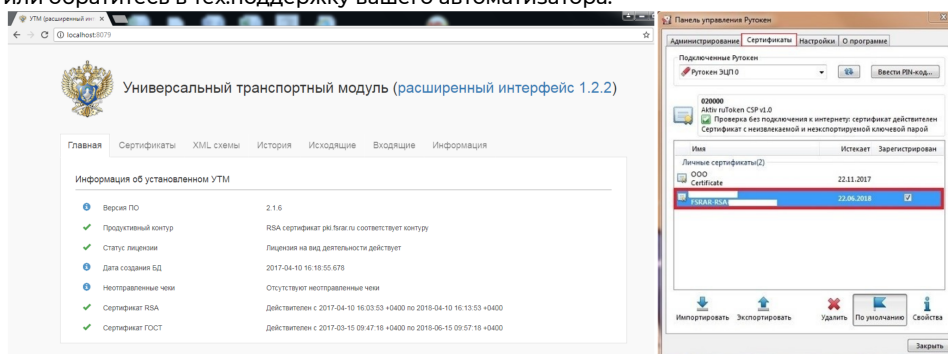 или обратитесь в тех.поддержку вашего автоматизатора.
УТМ (расширенный инт ×
localhost:8079
Универсальный транспортный модуль (расширенный интерфейс 1.2.2)
Главная Сертификаты XML схемы История Исходящие Входящие Информация
Информация об установленном УТМ
Версия ПО 2.1.6
Продуктивный контур RSA сертификат pki.fsrar.ru соответствует контуру
Статус лицензии Лицензия на вид деятельности действует
Дата создания БД 2017-04-10 16:18:55.678
Неотправленные чеки Отсутствуют неотправленные чеки
Сертификат RSA Действителен с 2017-04-10 16:03:53 +0400 по 2018-04-10 16:13:53 +0400
Сертификат ГОСТ Действителен с 2017-03-15 09:47:18 +0400 по 2018-06-15 09:57:18 +0400
Панель управления Рутокен
Администрирование Сертификаты Настройки О программе
Подключенные Рутокен
Рутокен ЭЦП 0 Ввести PIN-код...
020000
Aktiv ruToken CSP v1.0
Проверка без подключения к интернету: сертификат действителен
Сертификат с неизвлекаемой и неэкспортируемой ключевой парой
Имя Истекает Зарегистрирован
Личные сертификаты(2)
ООО
Certificate 22.11.2017
FSRAR-RSA 22.06.2018
Импортировать Экспортировать Удалить По умолчанию Свойства
Закрыть